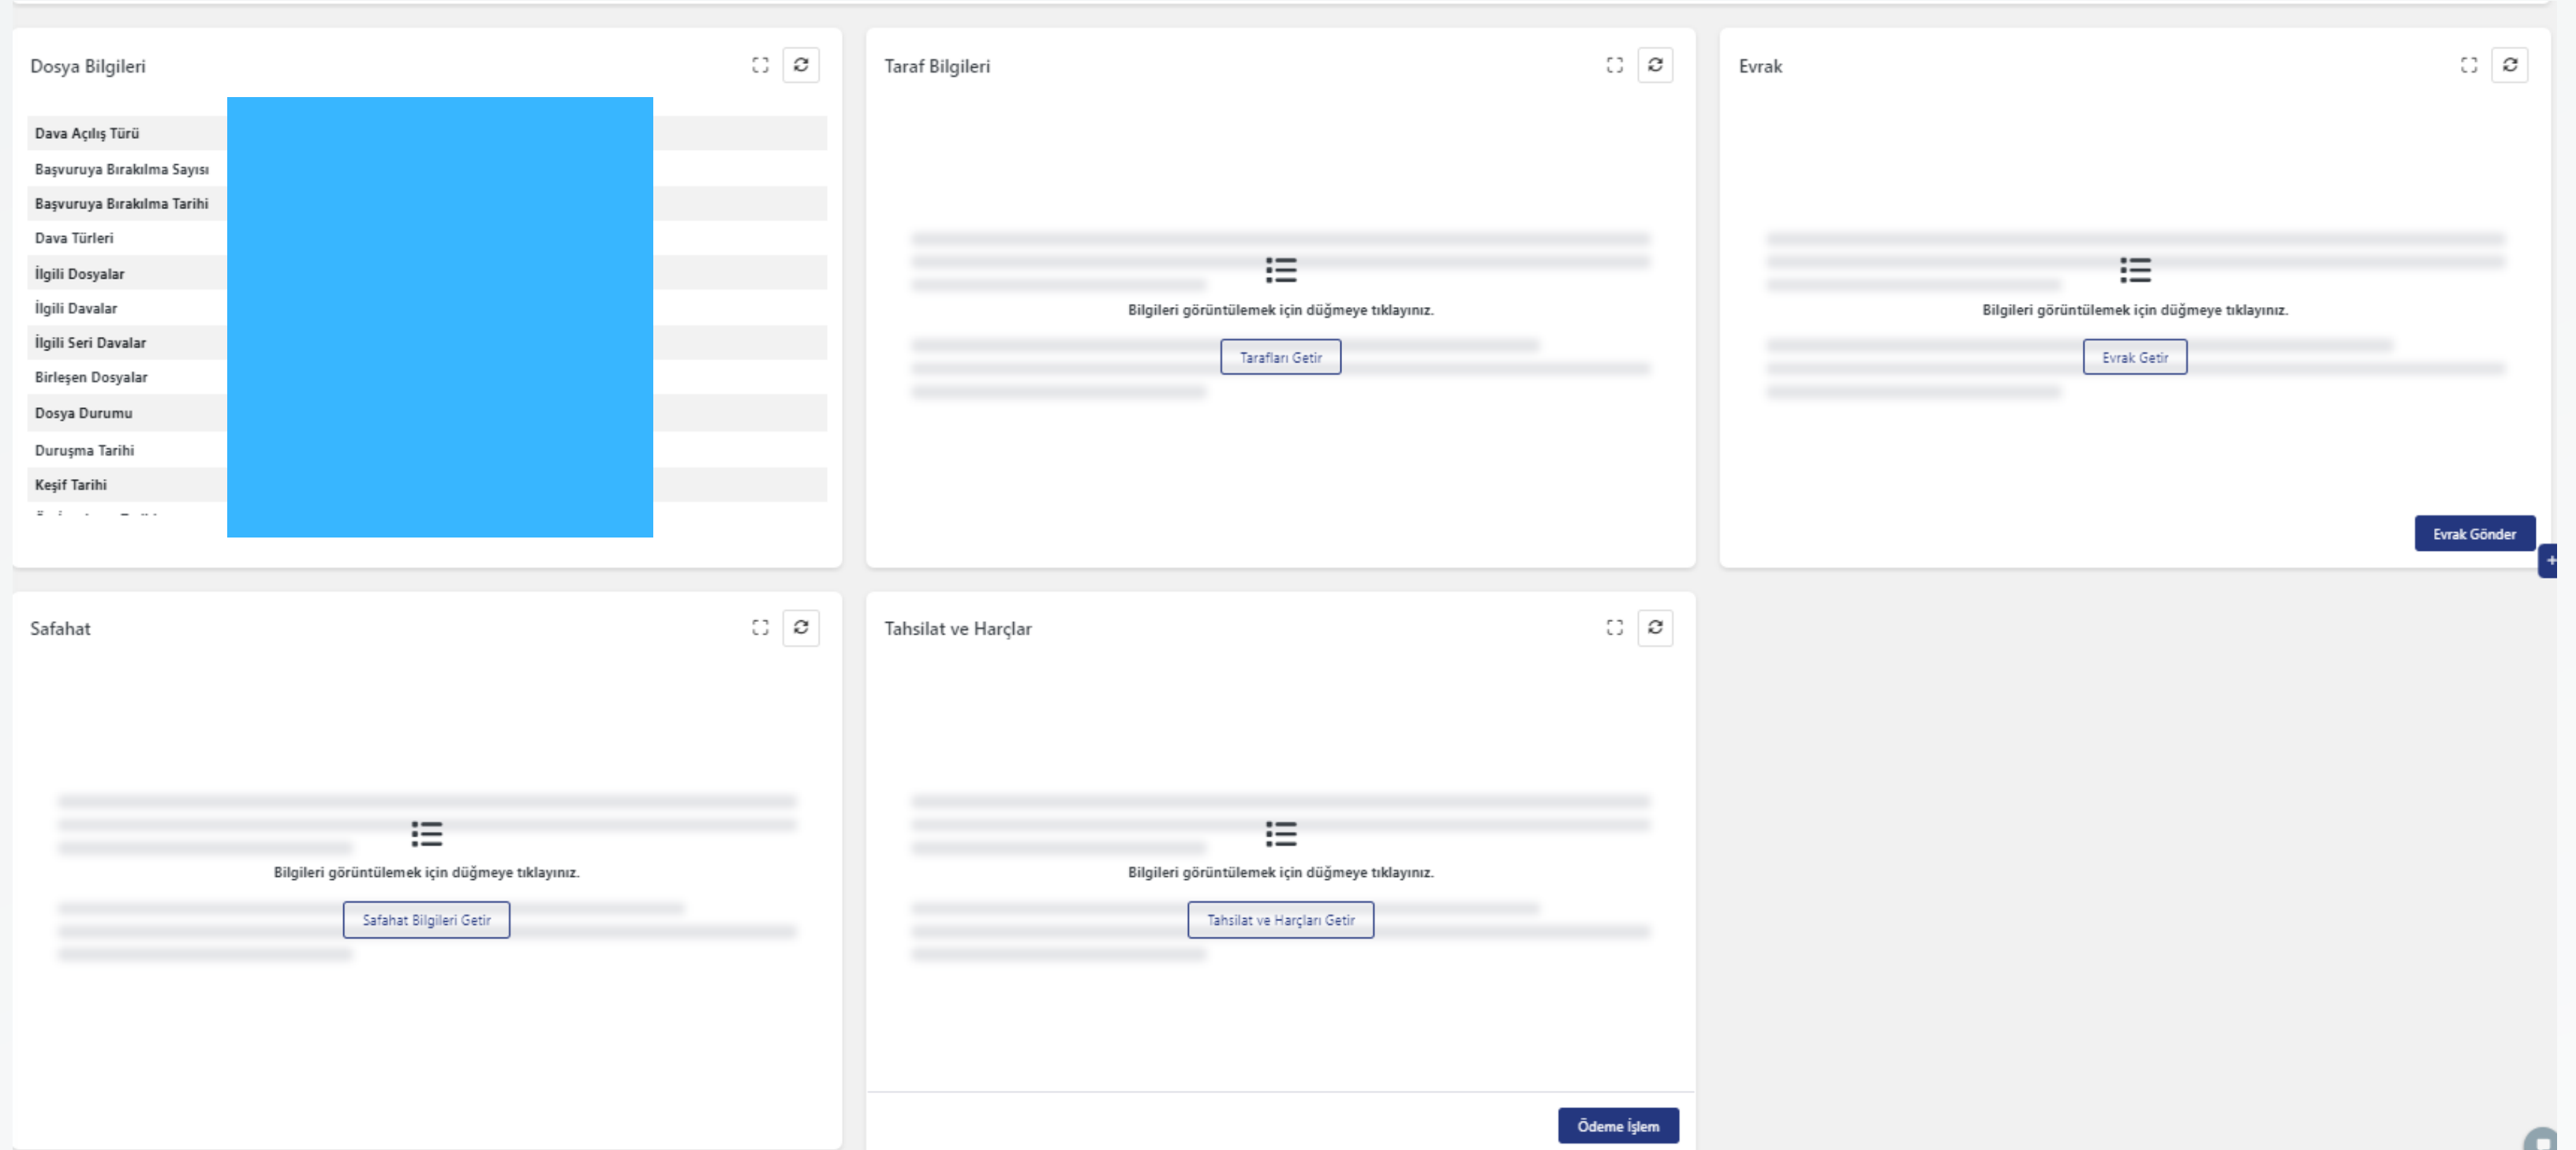 Dosya Bilgileri
Dava Açılış Türü
Başvuruya Bırakılma Sayısı
Başvuruya Bırakılma Tarihi
Dava Türleri
İlgili Dosyalar
İlgili Davalar
İlgili Seri Davalar
Birleşen Dosyalar
Dosya Durumu
Duruşma Tarihi
Keşif Tarihi
Taraf Bilgileri
Bilgileri görüntülemek için düğmeye tıklayınız.
Tarafları Getir
Evrak
Bilgileri görüntülemek için düğmeye tıklayınız.
Evrak Getir
Evrak Gönder
+
Safahat
Bilgileri görüntülemek için düğmeye tıklayınız.
Safahat Bilgileri Getir
Tahsilat ve Harçlar
Bilgileri görüntülemek için düğmeye tıklayınız.
Tahsilat ve Harçları Getir
Ödeme İşlem